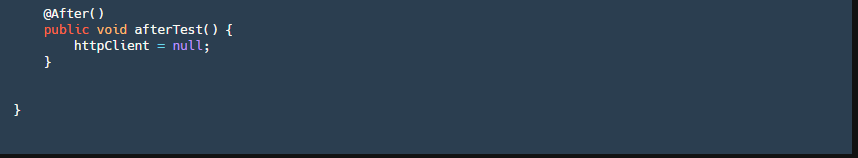 @After()
public void afterTest() {
httpClient = null;
}
}